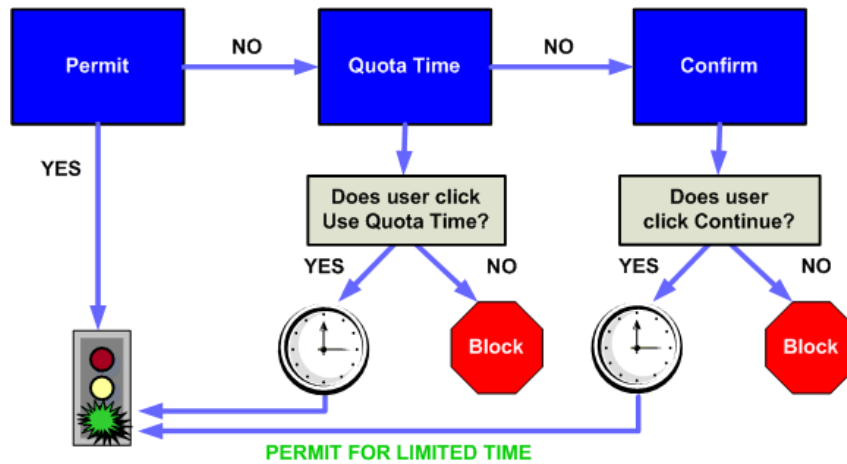 Permit
NO
Quota Time
NO
Confirm
YES
Does user click
Use Quota Time?
Does user
click Continue?
YES
NO
YES
NO
Block
Block
PERMIT FOR LIMITED TIME